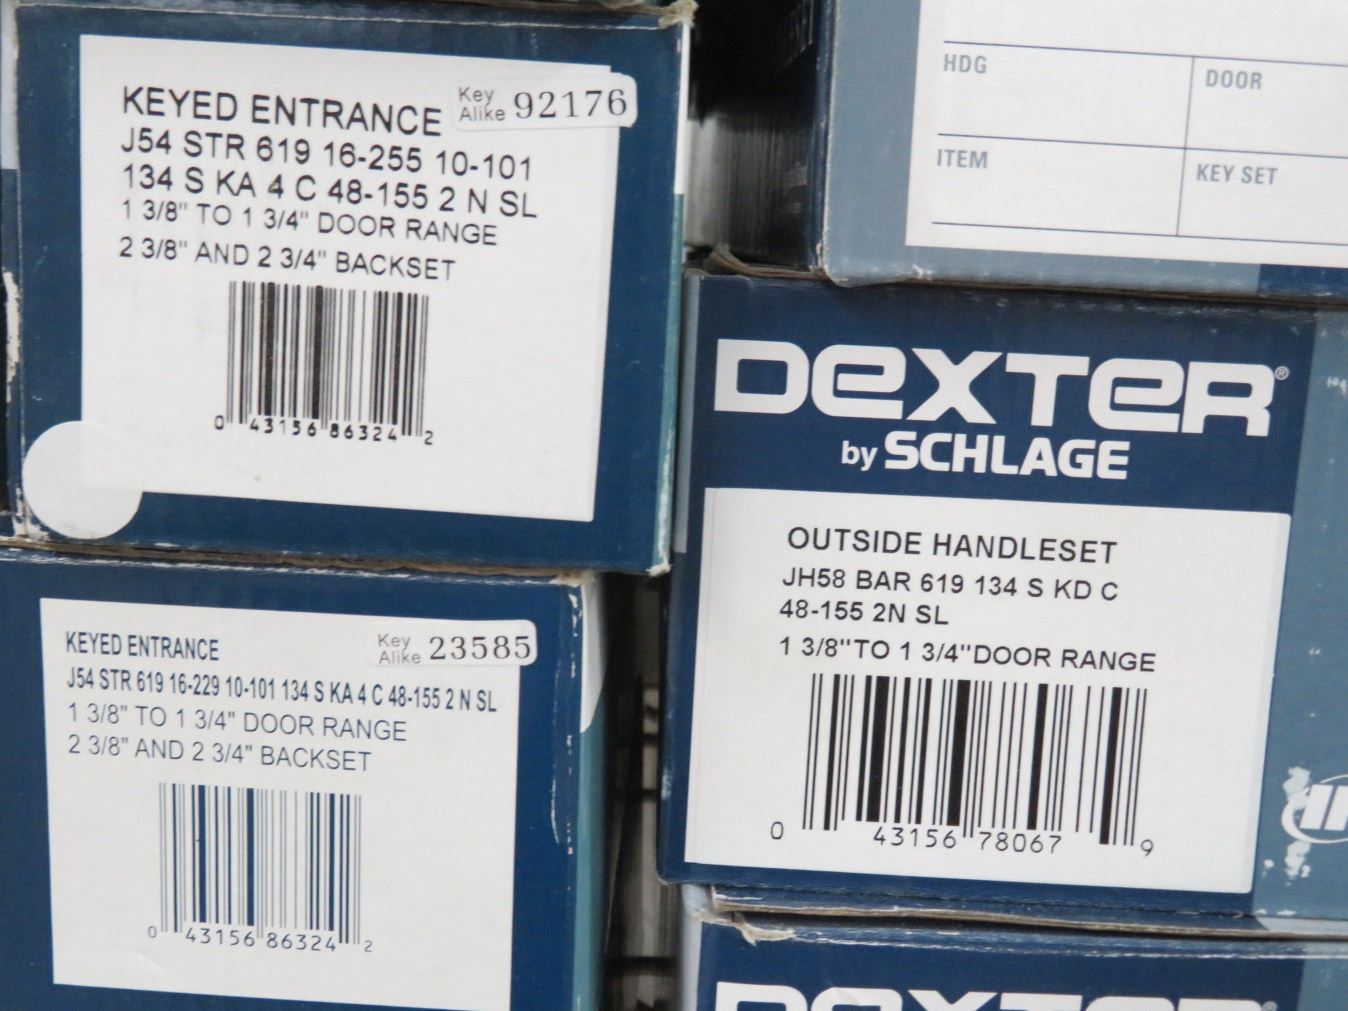 KEYED ENTRANCE
Key
Alike 92176
J54 STR 619 16-255 10-101
134 S KA 4 C 48-155 2 N SL
1 3/8" TO 1 3/4" DOOR RANGE
2 3/8" AND 2 3/4" BACKSET
0 43156 86324 2
KEYED ENTRANCE
Key
Alike 23585
J54 STR 619 16-229 10-101 134 S KA 4 C 48-155 2 N SL
1 3/8" TO 1 3/4" DOOR RANGE
2 3/8" AND 2 3/4" BACKSET
0 43156 86324 2
HDG DOOR
ITEM KEY SET
DEXTER®
by SCHLAGE
OUTSIDE HANDLESET
JH58 BAR 619 134 S KD C
48-155 2N SL
1 3/8"TO 1 3/4"DOOR RANGE
0 43156 78067 9
DEXTER®